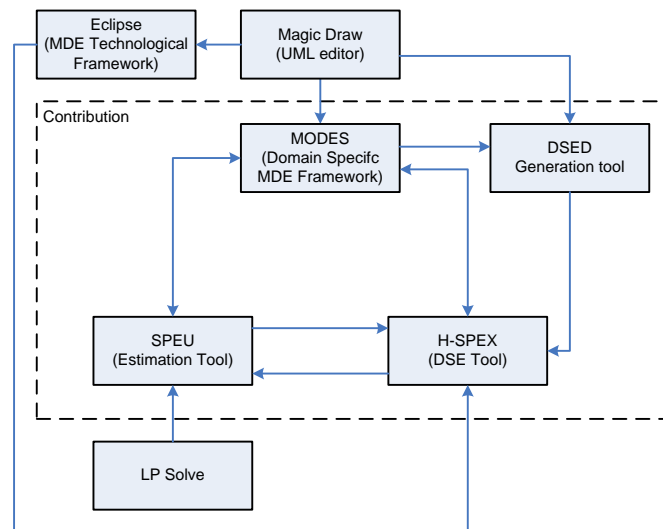 Eclipse
(MDE Technological
Framework)
Magic Draw
(UML editor)
Contribution
MODES
(Domain Specifc
MDE Framework)
DSED
Generation tool
SPEU
(Estimation Tool)
H-SPEX
(DSE Tool)
LP Solve